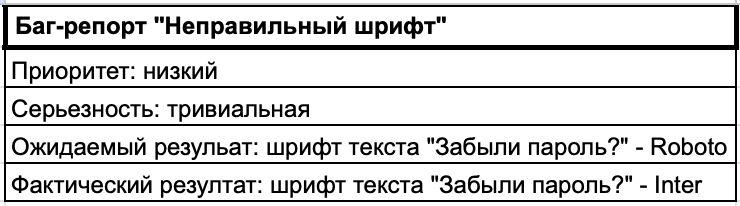 Баг-репорт "Неправильный шрифт"
Приоритет: низкий
Серьезность: тривиальная
Ожидаемый резульат: шрифт текста "Забыли пароль?" - Roboto
Фактический резултат: шрифт текста "Забыли пароль?" - Inter